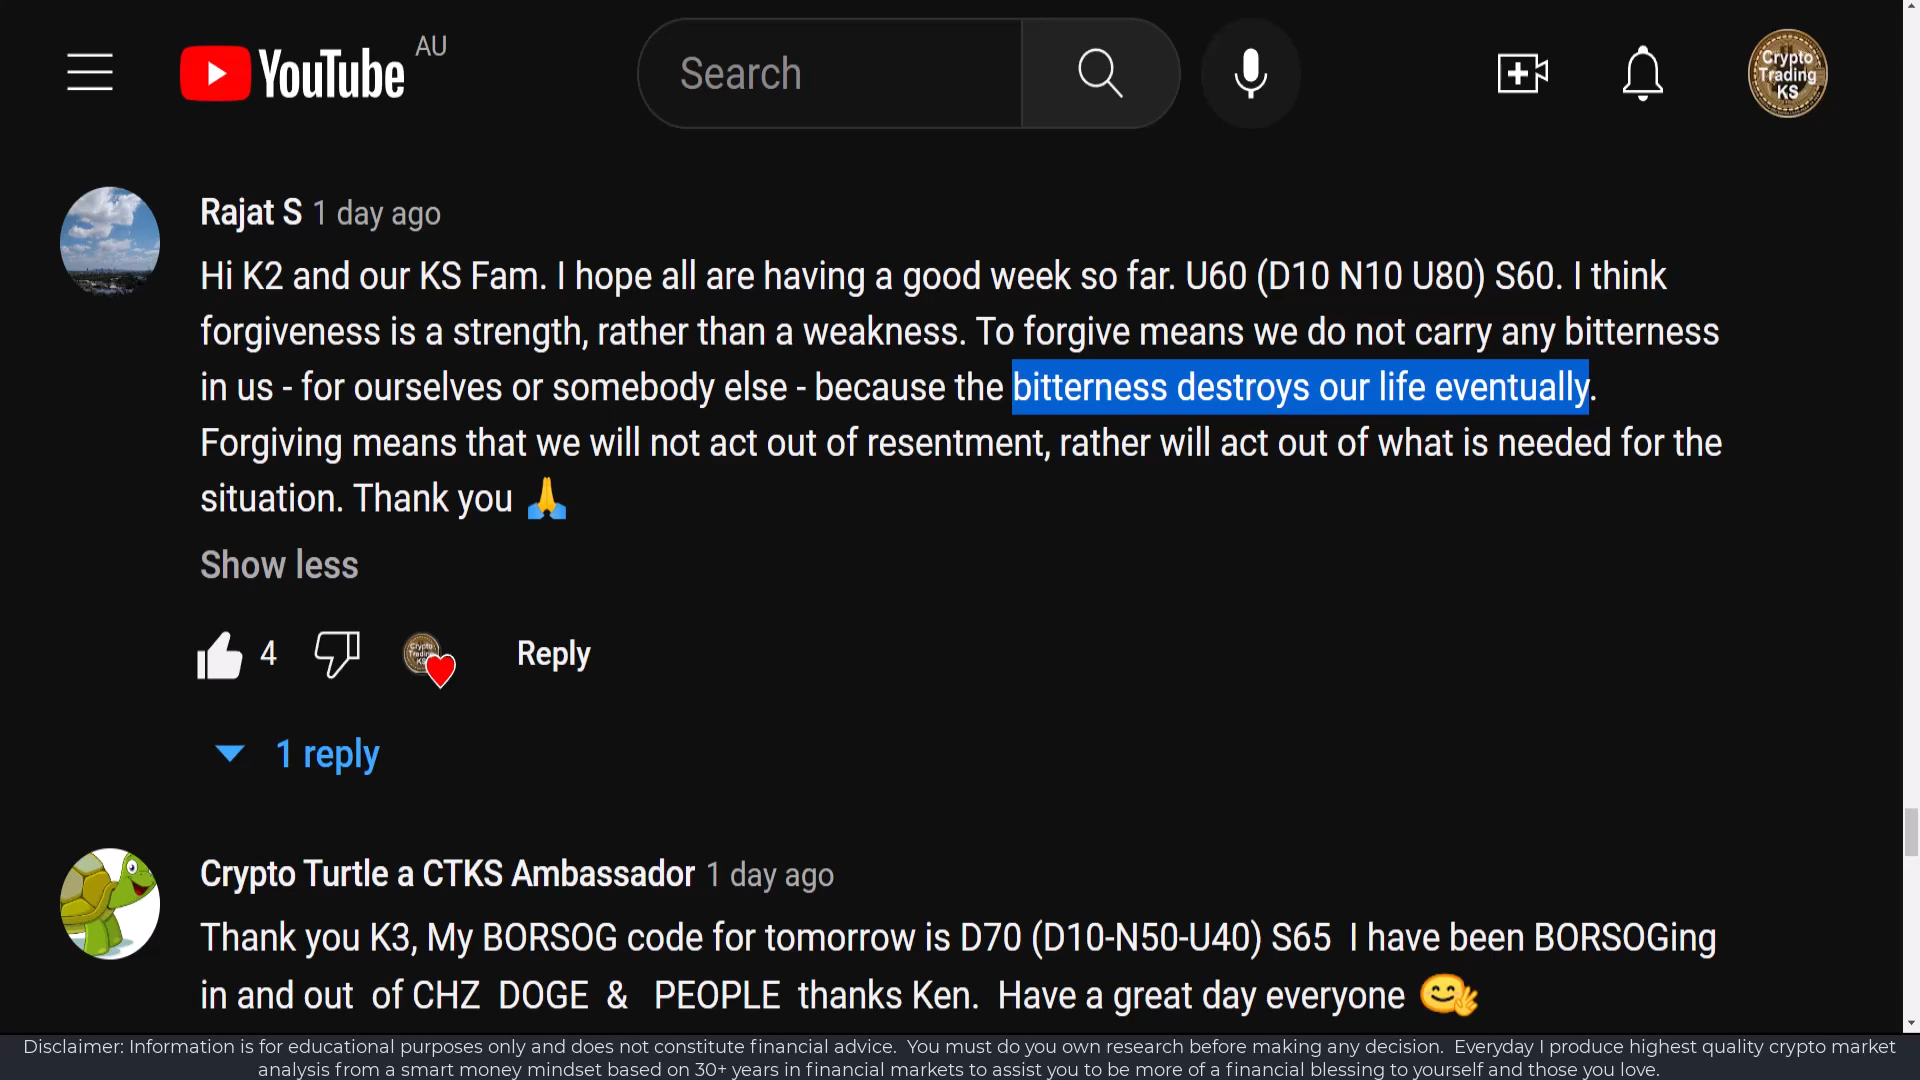 YouTube AU
Search
Crypto
Trading
KS
Rajat S 1 day ago
Hi K2 and our KS Fam. I hope all are having a good week so far. U60 (D10 N10 U80) S60. I think
forgiveness is a strength, rather than a weakness. To forgive means we do not carry any bitterness
in us - for ourselves or somebody else - because the bitterness destroys our life eventually.
Forgiving means that we will not act out of resentment, rather will act out of what is needed for the
situation. Thank you 🙏
Show less
4 Reply
1 reply
Crypto Turtle a CTKS Ambassador 1 day ago
Thank you K3, My BORSOG code for tomorrow is D70 (D10-N50-U40) S65 I have been BORSOGing
in and out of CHZ DOGE & PEOPLE thanks Ken. Have a great day everyone
Disclaimer: Information is for educational purposes only and does not constitute financial advice. You must do you own research before making any decision. Everyday I produce highest quality crypto market
analysis from a smart money mindset based on 30+ years in financial markets to assist you to be more of a financial blessing to yourself and those you love.